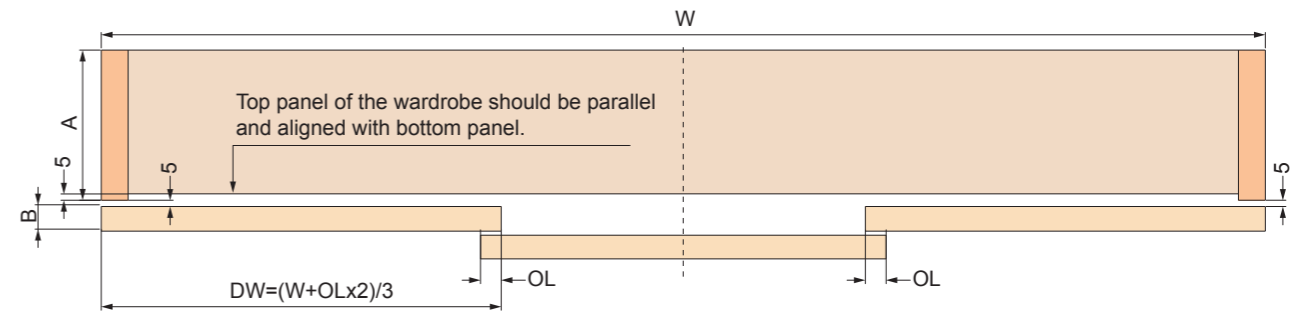 W
A
Top panel of the wardrobe should be parallel
and aligned with bottom panel.
5
5
5
B
OL
OL
DW=(W+OLx2)/3